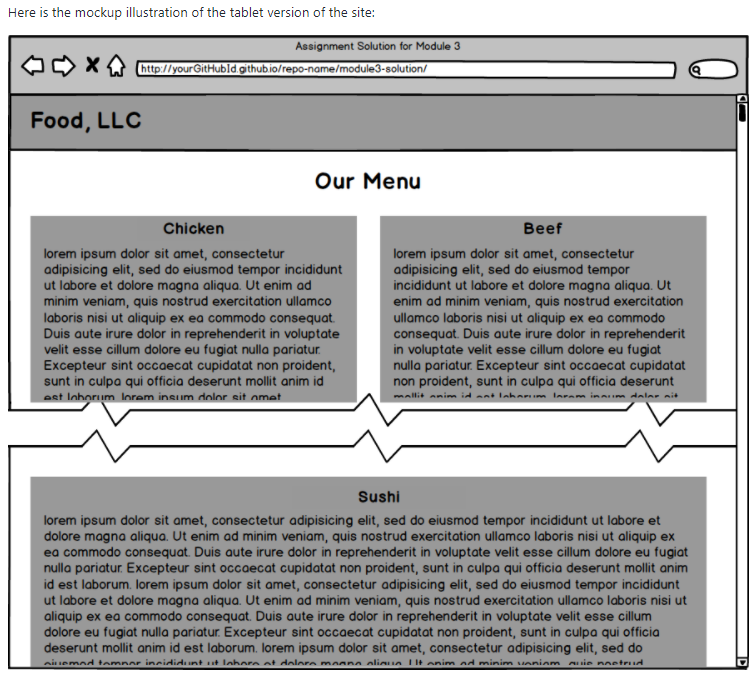 Here is the mockup illustration of the tablet version of the site:
Assignment Solution for Module 3
http://yourGitHubId.github.io/repo-name/module3-solution/
Food, LLC
Our Menu
Chicken
lorem ipsum dolor sit amet, consectetur
adipisicing elit, sed do eiusmod tempor incididunt
ut labore et dolore magna aliqua. Ut enim ad
minim veniam, quis nostrud exercitation ullamco
laboris nisi ut aliquip ex ea commodo consequat.
Duis aute irure dolor in reprehenderit in voluptate
velit esse cillum dolore eu fugiat nulla pariatur.
Excepteur sint occaecat cupidatat non proident,
sunt in culpa qui officia deserunt mollit anim id
est laborum. lorem ipsum dolor sit amet
Beef
lorem ipsum dolor sit amet, consectetur
adipisicing elit, sed do eiusmod tempor
incididunt ut labore et dolore magna aliqua. Ut
enim ad minim veniam, quis nostrud exercitation
ullamco laboris nisi ut aliquip ex ea commodo
consequat. Duis aute irure dolor in reprehenderit
in voluptate velit esse cillum dolore eu fugiat
nulla pariatur. Excepteur sint occaecat cupidatat
non proident, sunt in culpa qui officia deserunt
mollit anim id est laborum. lorem ipsum dolor sit
Sushi
lorem ipsum dolor sit amet, consectetur adipisicing elit, sed do eiusmod tempor incididunt ut labore et
dolore magna aliqua. Ut enim ad minim veniam, quis nostrud exercitation ullamco laboris nisi ut aliquip ex
ea commodo consequat. Duis aute irure dolor in reprehenderit in voluptate velit esse cillum dolore eu fugiat
nulla pariatur. Excepteur sint occaecat cupidatat non proident, sunt in culpa qui officia deserunt mollit anim
id est laborum. lorem ipsum dolor sit amet, consectetur adipisicing elit, sed do eiusmod tempor incididunt
ut labore et dolore magna aliqua. Ut enim ad minim veniam, quis nostrud exercitation ullamco laboris nisi ut
aliquip ex ea commodo consequat. Duis aute irure dolor in reprehenderit in voluptate velit esse cillum
dolore eu fugiat nulla pariatur. Excepteur sint occaecat cupidatat non proident, sunt in culpa qui officia
deserunt mollit anim id est laborum. lorem ipsum dolor sit amet, consectetur adipisicing elit, sed do
eiusmod tempor incididunt ut labore et dolore magna aliqua. Ut enim ad minim veniam, quis nostrud